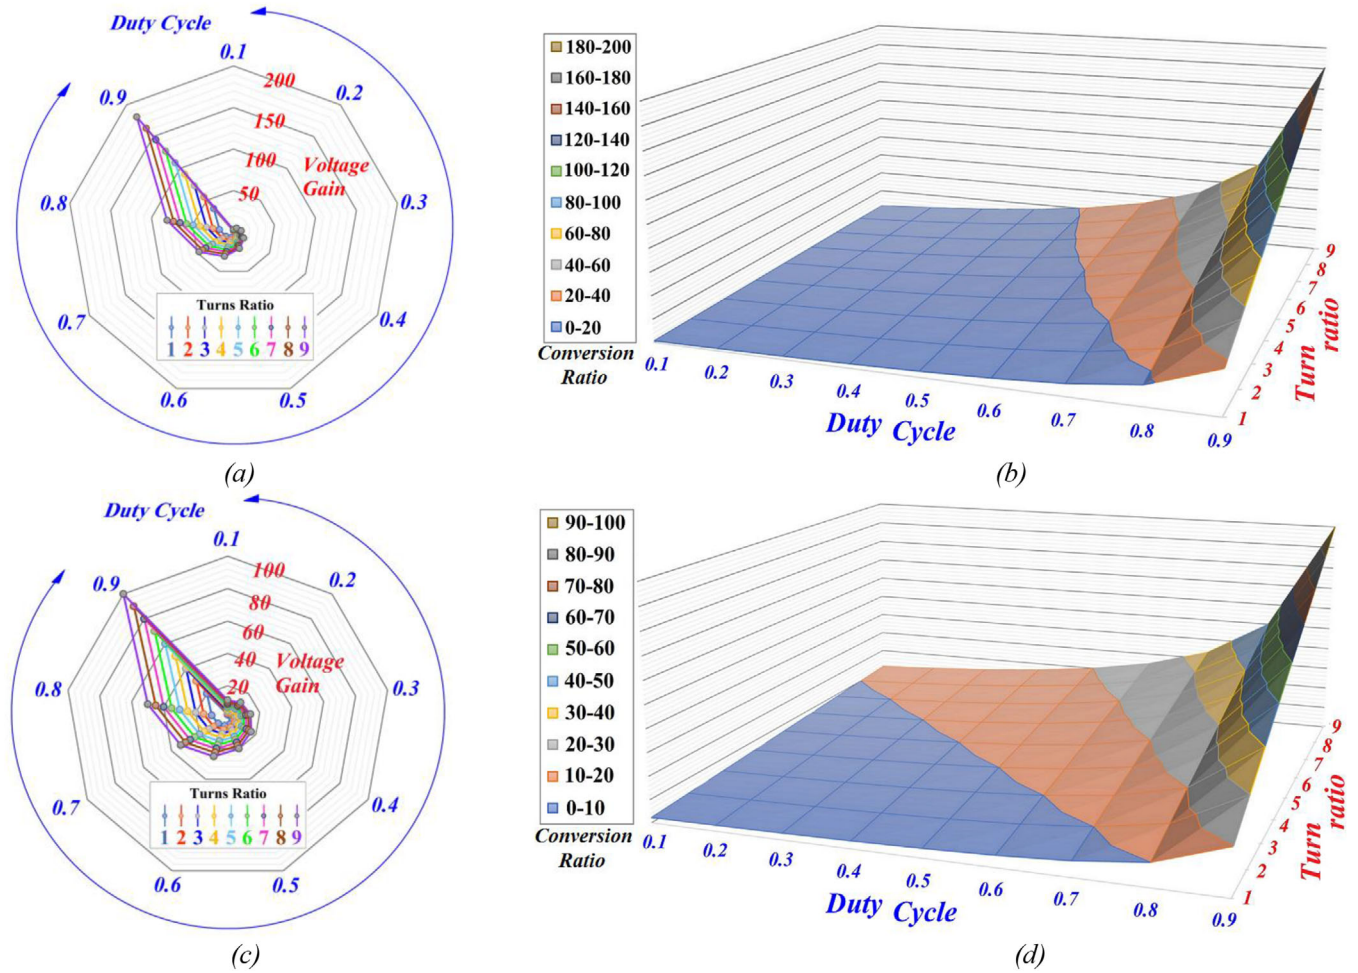 Duty Cycle
0.1
0.2
0.3
0.4
0.5
0.6
0.7
0.8
0.9
200
150
100
50
Voltage
Gain
Turns Ratio
1 2 3 4 5 6 7 8 9
(a)
180-200
160-180
140-160
120-140
100-120
80-100
60-80
40-60
20-40
0-20
Conversion
Ratio
0.1 0.2 0.3 0.4 0.5 0.6 0.7 0.8 0.9
Duty Cycle
9
8
7
6
5
4
3
2
1
Turn ratio
(b)
Duty Cycle
0.1
0.2
0.3
0.4
0.5
0.6
0.7
0.8
0.9
100
80
60
40
20
Voltage
Gain
Turns Ratio
1 2 3 4 5 6 7 8 9
(c)
90-100
80-90
70-80
60-70
50-60
40-50
30-40
20-30
10-20
0-10
Conversion
Ratio
0.1 0.2 0.3 0.4 0.5 0.6 0.7 0.8 0.9
Duty Cycle
9
8
7
6
5
4
3
2
1
Turn ratio
(d)